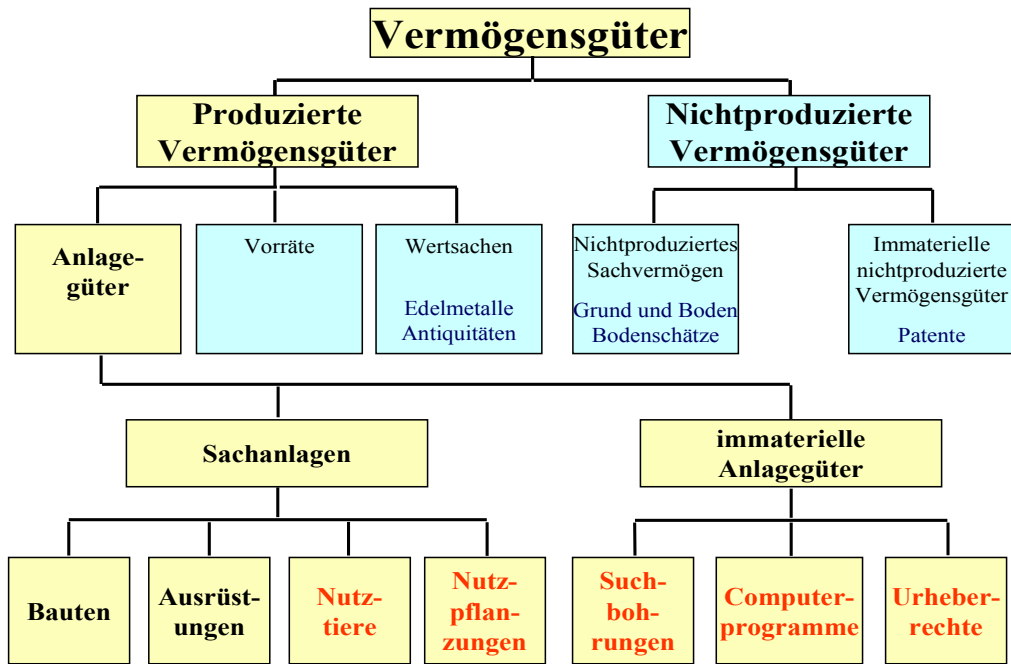 Vermögensgüter
Produzierte
Vermögensgüter
Nichtproduzierte
Vermögensgüter
Anlage-
güter
Vorräte
Wertsachen
Edelmetalle
Antiquitäten
Nichtproduziertes
Sachvermögen
Grund und Boden
Bodenschätze
Immaterielle
nichtproduzierte
Vermögensgüter
Patente
Sachanlagen
immaterielle
Anlagegüter
Bauten
Ausrüst-
ungen
Nutz-
tiere
Nutz-
pflan-
zungen
Such-
boh-
rungen
Computer-
programme
Urheber-
rechte